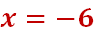 x = −6